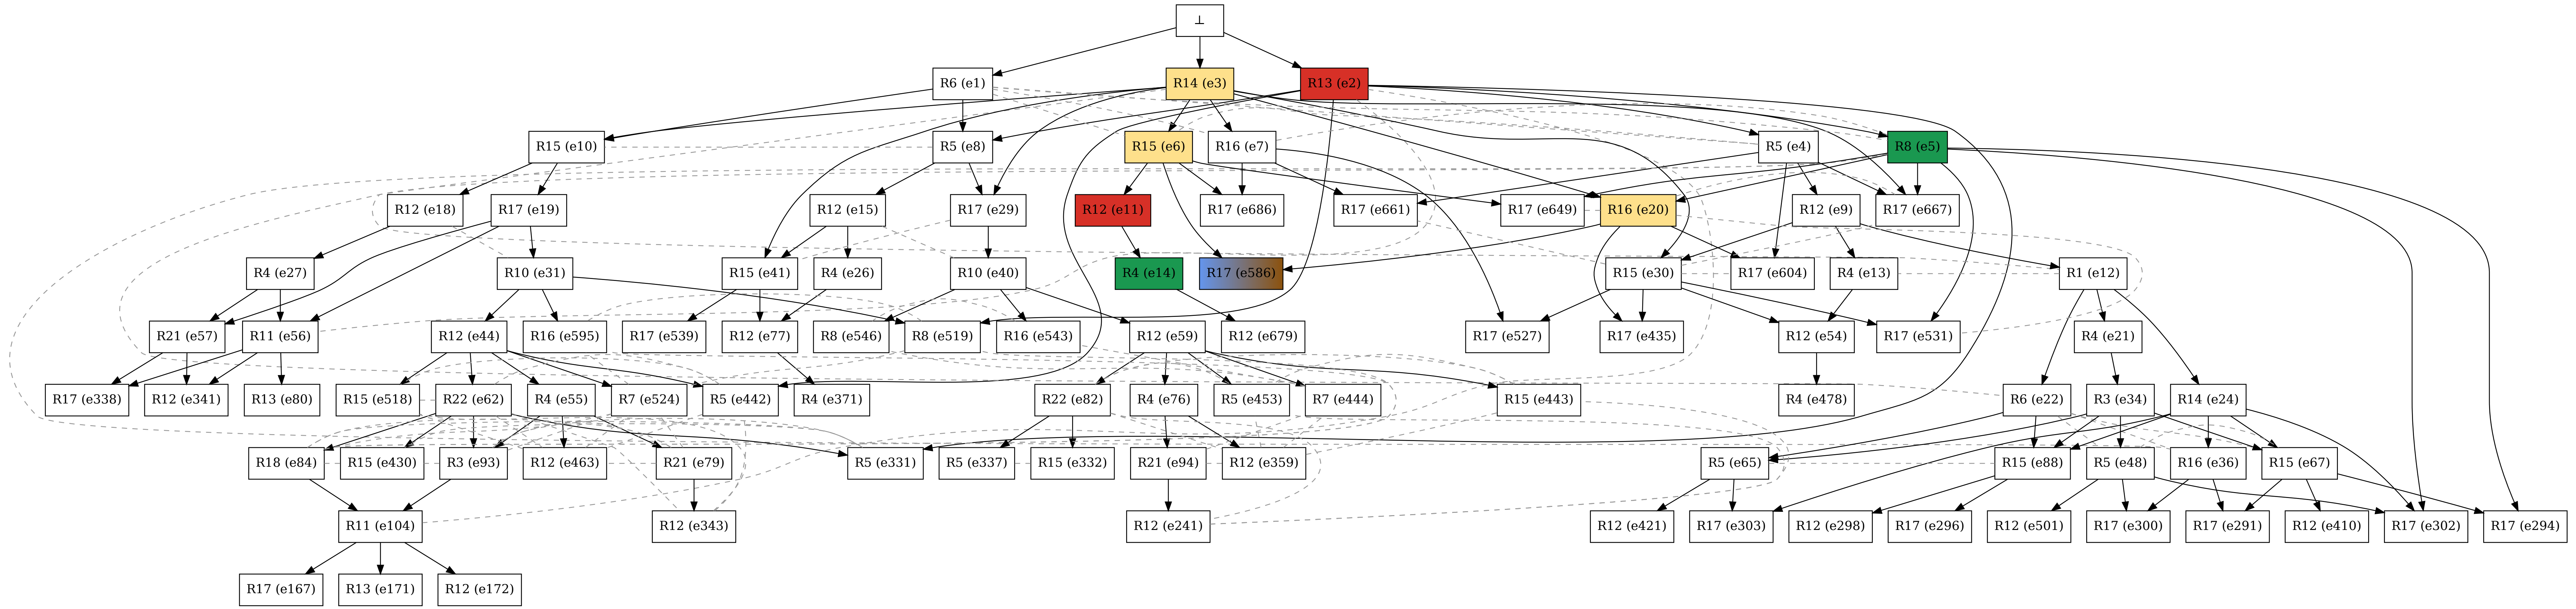 ⊥
R6 (e1)
R14 (e3)
R13 (e2)
R15 (e10)
R5 (e8)
R15 (e6)
R16 (e7)
R5 (e4)
R8 (e5)
R12 (e18)
R17 (e19)
R12 (e15)
R17 (e29)
R12 (e11)
R17 (e686)
R17 (e661)
R17 (e649)
R16 (e20)
R12 (e9)
R17 (e667)
R4 (e27)
R10 (e31)
R15 (e41)
R4 (e26)
R10 (e40)
R4 (e14)
R17 (e586)
R15 (e30)
R17 (e604)
R4 (e13)
R1 (e12)
R21 (e57)
R11 (e56)
R12 (e44)
R16 (e595)
R17 (e539)
R12 (e77)
R8 (e546)
R8 (e519)
R16 (e543)
R12 (e59)
R12 (e679)
R17 (e527)
R17 (e435)
R12 (e54)
R17 (e531)
R4 (e21)
R17 (e338)
R12 (e341)
R13 (e80)
R15 (e518)
R22 (e62)
R4 (e55)
R7 (e524)
R5 (e442)
R4 (e371)
R22 (e82)
R4 (e76)
R5 (e453)
R7 (e444)
R15 (e443)
R4 (e478)
R6 (e22)
R3 (e34)
R14 (e24)
R18 (e84)
R15 (e430)
R3 (e93)
R12 (e463)
R21 (e79)
R5 (e331)
R5 (e337)
R15 (e332)
R21 (e94)
R12 (e359)
R5 (e65)
R15 (e88)
R5 (e48)
R16 (e36)
R15 (e67)
R11 (e104)
R12 (e343)
R12 (e241)
R12 (e421)
R17 (e303)
R12 (e298)
R17 (e296)
R12 (e501)
R17 (e300)
R17 (e291)
R12 (e410)
R17 (e302)
R17 (e294)
R17 (e167)
R13 (e171)
R12 (e172)